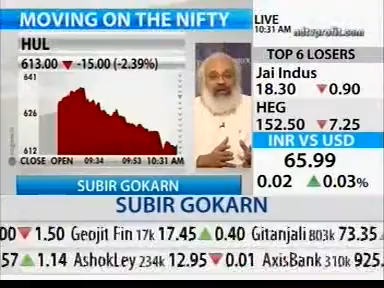 MOVING ON THE NIFTY
LIVE
10:31 AM
ndtvprofit.com
HUL
613.00 ▼ -15.00 (-2.39%)
641
626
612
CLOSE OPEN 09:34 09:53 10:31 AM
SUBIR GOKARN
TOP 6 LOSERS
Jai Indus
18.30 ▼0.90
HEG
152.50 ▼7.25
INR VS USD
65.99
0.02 ▲0.03%
SUBIR GOKARN
00▼1.50 Geojit Fin 17k 17.45▲0.40 Gitanjali 803k 73.35
57▲1.14 AshokLey 234k 12.95▼0.01 AxisBank 310k 925.